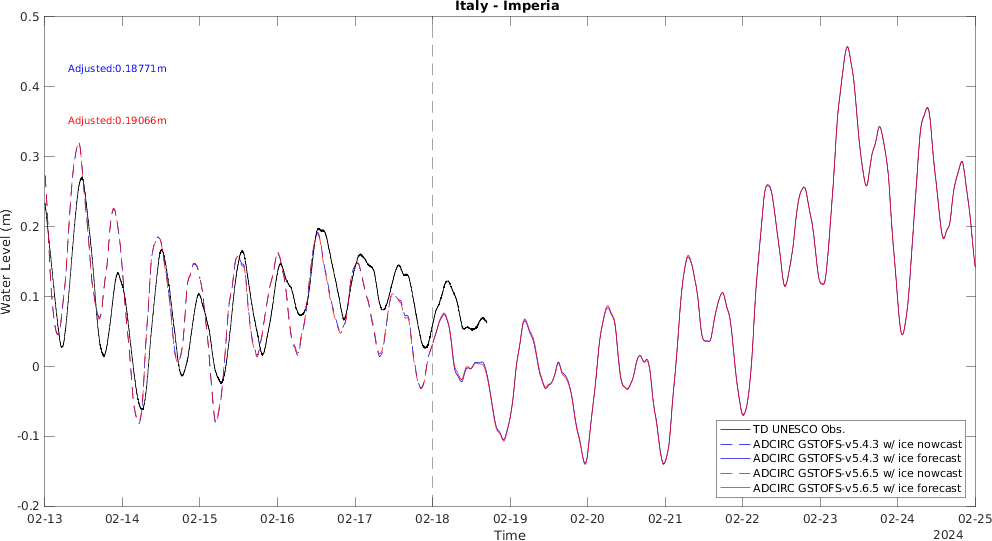 Italy - Imperia
0.5
0.4
0.3
0.2
0.1
0
-0.1
-0.2
Water Level (m)
Adjusted:0.18771m
Adjusted:0.19066m
TD UNESCO Obs.
ADCIRC GSTOFS-v5.4.3 w/ ice nowcast
ADCIRC GSTOFS-v5.4.3 w/ ice forecast
ADCIRC GSTOFS-v5.6.5 w/ ice nowcast
ADCIRC GSTOFS-v5.6.5 w/ ice forecast
02-13 02-14 02-15 02-16 02-17 02-18 02-19 02-20 02-21 02-22 02-23 02-24 02-25
Time
2024